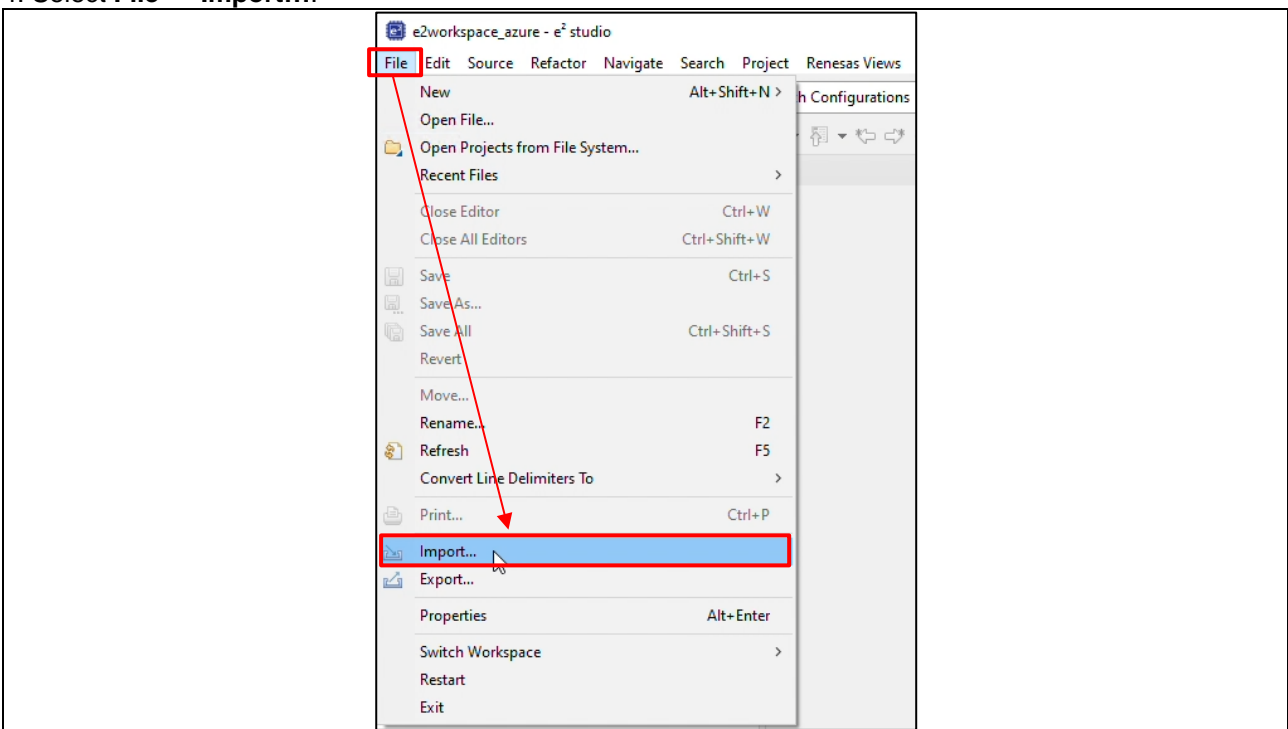 Select File
Import...
e2workspace_azure - e² studio
File Edit Source Refactor Navigate Search Project Renesas Views
New Alt+Shift+N >
h Configurations
Open File...
Open Projects from File System...
Recent Files >
Close Editor Ctrl+W
Close All Editors Ctrl+Shift+W
Save Ctrl+S
Save As...
Save All Ctrl+Shift+S
Revert
Move...
Rename... F2
Refresh F5
Convert Line Delimiters To >
Print... Ctrl+P
Import...
Export...
Properties Alt+Enter
Switch Workspace >
Restart
Exit